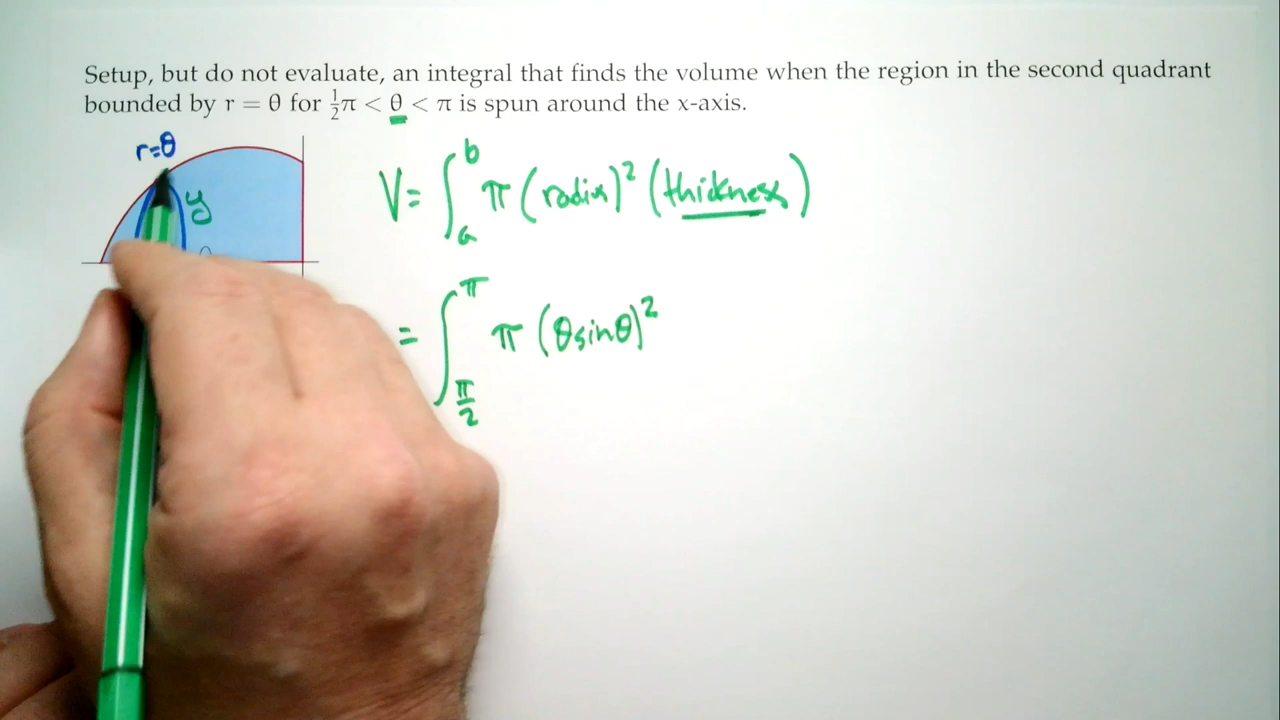 Setup, but do not evaluate, an integral that finds the volume when the region in the second quadrant
bounded by r = θ for ½π < θ < π is spun around the x-axis.
r=θ
y
V = ∫_a^b π (radius)² (thickness)
= ∫_{π/2}^π π (θsinθ)²